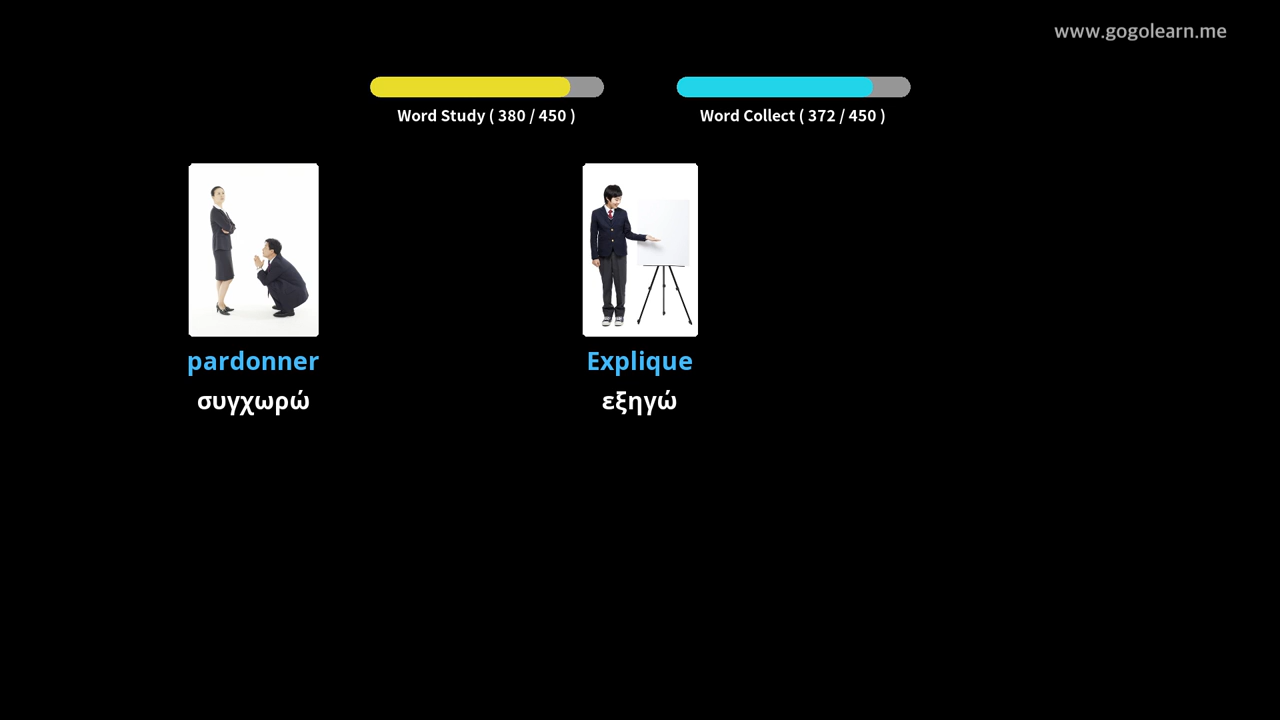 www.gogolearn.me
Word Study ( 380 / 450 )
Word Collect ( 372 / 450 )
pardonner
συγχωρώ
Explique
εξηγώ